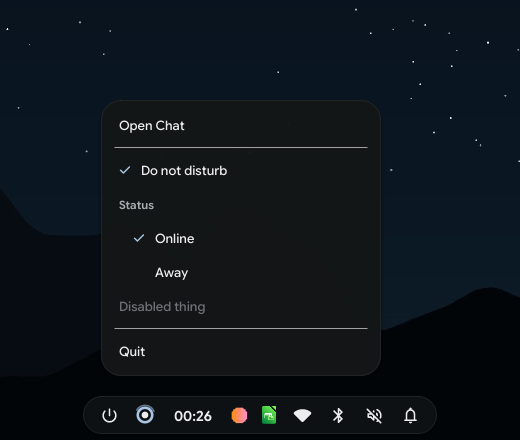 Open Chat
Do not disturb
Status
Online
Away
Disabled thing
Quit
00:26